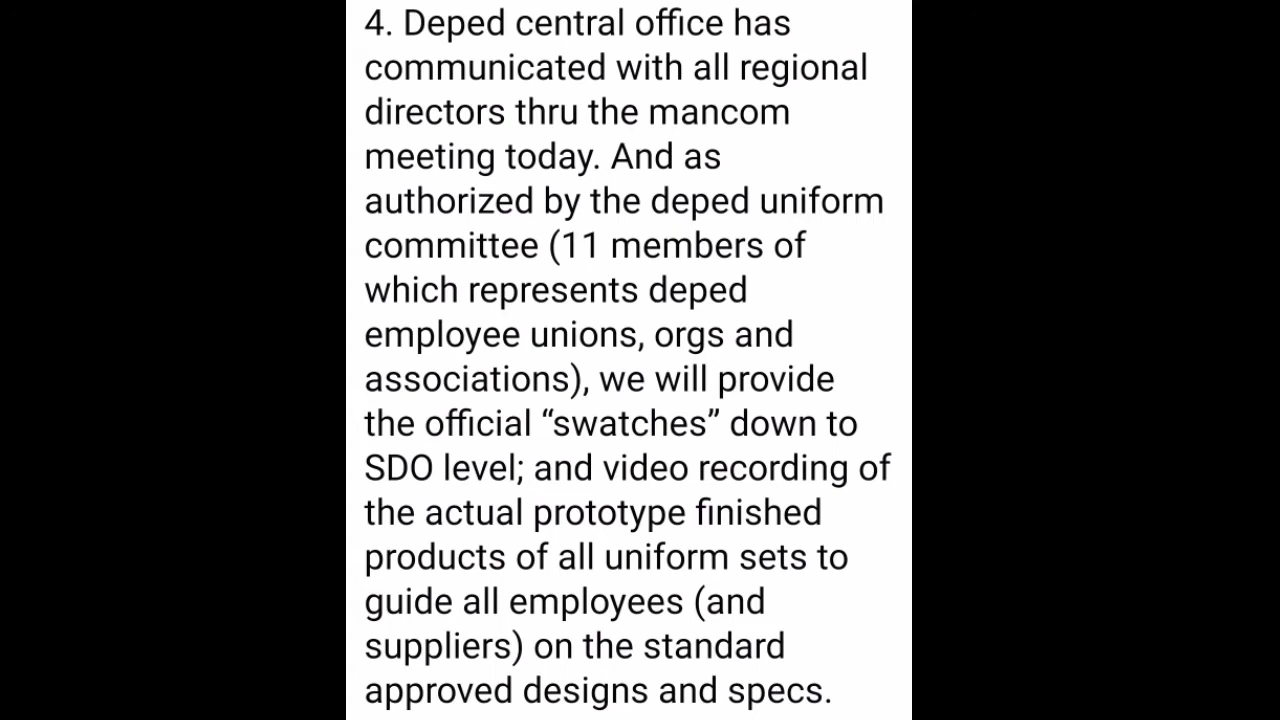 4. Deped central office has
communicated with all regional
directors thru the mancom
meeting today. And as
authorized by the deped uniform
committee (11 members of
which represents deped
employee unions, orgs and
associations), we will provide
the official “swatches” down to
SDO level; and video recording of
the actual prototype finished
products of all uniform sets to
guide all employees (and
suppliers) on the standard
approved designs and specs.